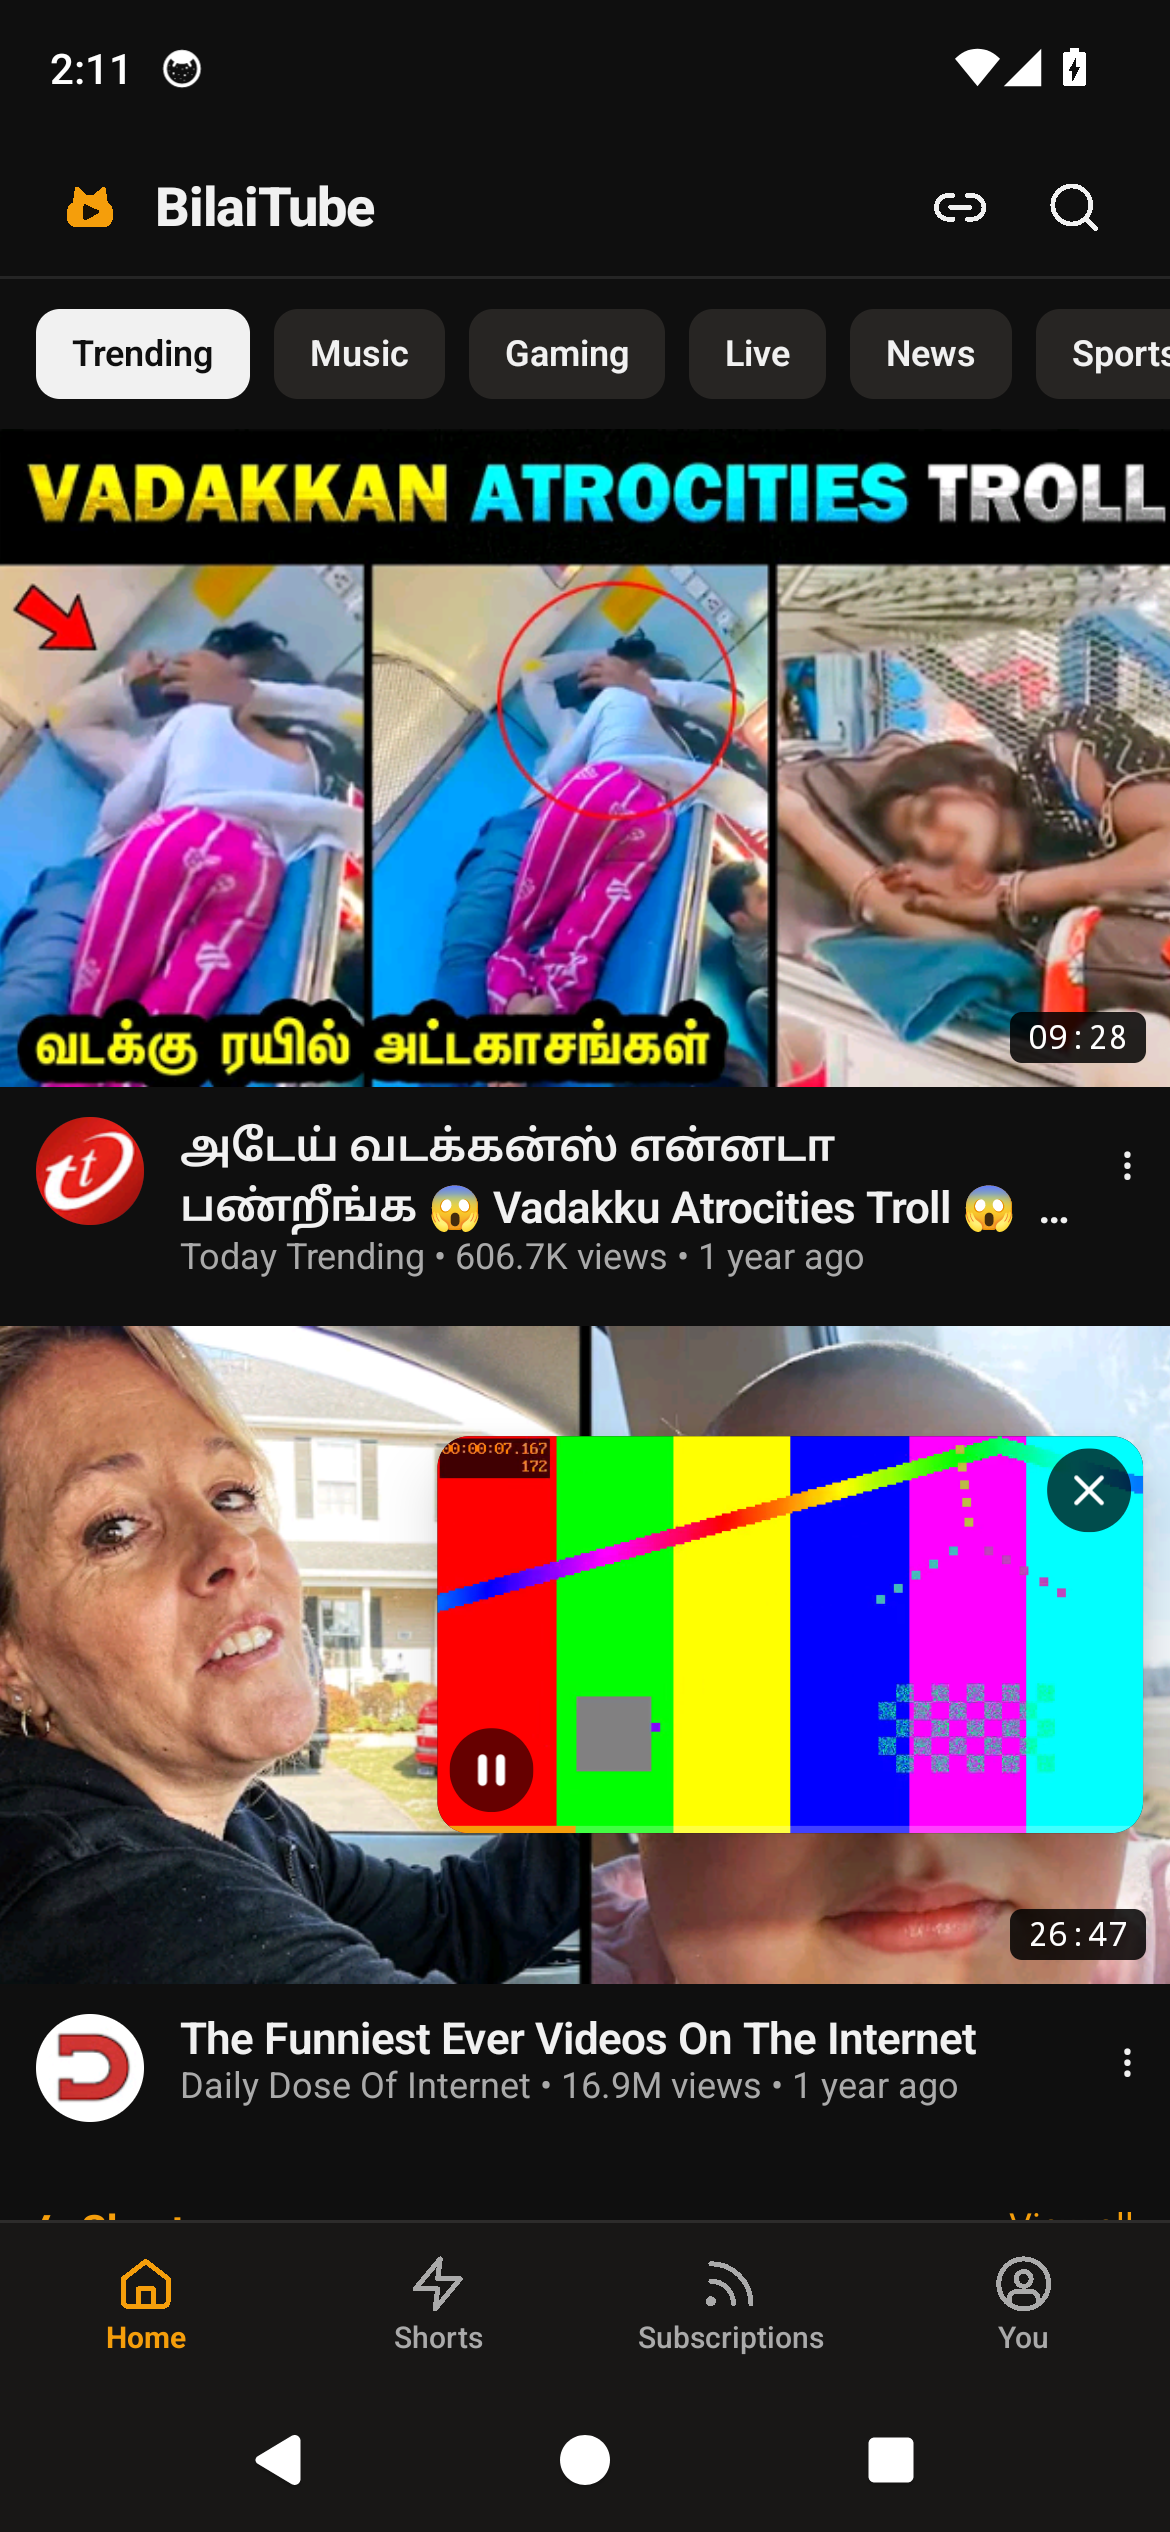 2:11
BilaiTube
Trending Music Gaming Live News Sports
VADAKKAN ATROCITIES TROLL
வடக்கு ரயில் அட்டகாசங்கள்
09:28
அடேய் வடக்கன்ஸ் என்னடா
பண்றீங்க 😱 Vadakku Atrocities Troll 😱 ...
Today Trending • 606.7K views • 1 year ago
00:00:07.167
172
26:47
The Funniest Ever Videos On The Internet
Daily Dose Of Internet • 16.9M views • 1 year ago
Home Shorts Subscriptions You